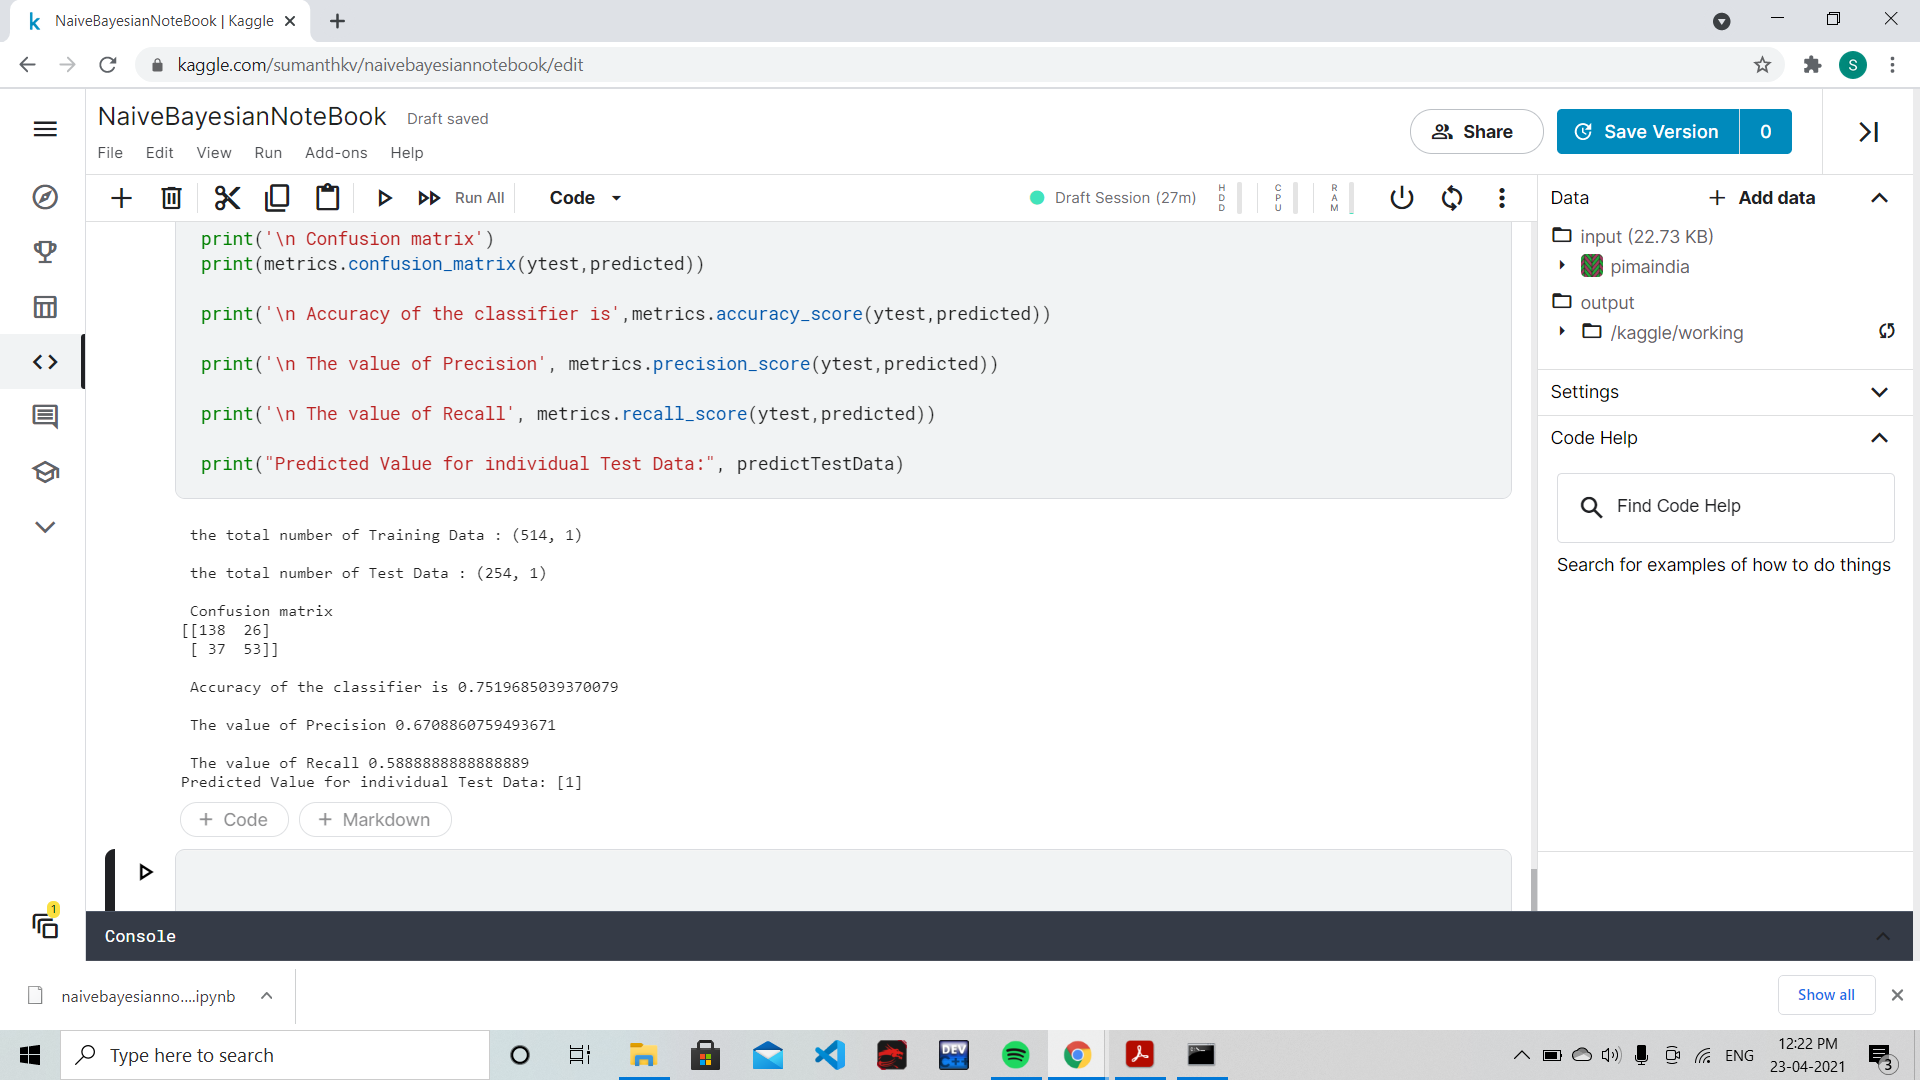 NaiveBayesianNoteBook | Kaggle
kaggle.com/sumanthkv/naivebayesiannotebook/edit
S
NaiveBayesianNoteBook Draft saved
File Edit View Run Add-ons Help
Share
Save Version 0
Run All Code
Draft Session (27m) HDD CPU RAM
print('\n Confusion matrix')
print(metrics.confusion_matrix(ytest,predicted))
print('\n Accuracy of the classifier is',metrics.accuracy_score(ytest,predicted))
print('\n The value of Precision', metrics.precision_score(ytest,predicted))
print('\n The value of Recall', metrics.recall_score(ytest,predicted))
print("Predicted Value for individual Test Data:", predictTestData)
the total number of Training Data : (514, 1)
the total number of Test Data : (254, 1)
Confusion matrix
[[138 26]
[ 37 53]]
Accuracy of the classifier is 0.7519685039370079
The value of Precision 0.6708860759493671
The value of Recall 0.5888888888888889
Predicted Value for individual Test Data: [1]
+ Code + Markdown
Data + Add data
input (22.73 KB)
pimaindia
output
/kaggle/working
Settings
Code Help
Find Code Help
Search for examples of how to do things
1
Console
naivebayesianno....ipynb
Show all
Type here to search
DEV C++
ENG
12:22 PM
23-04-2021
3